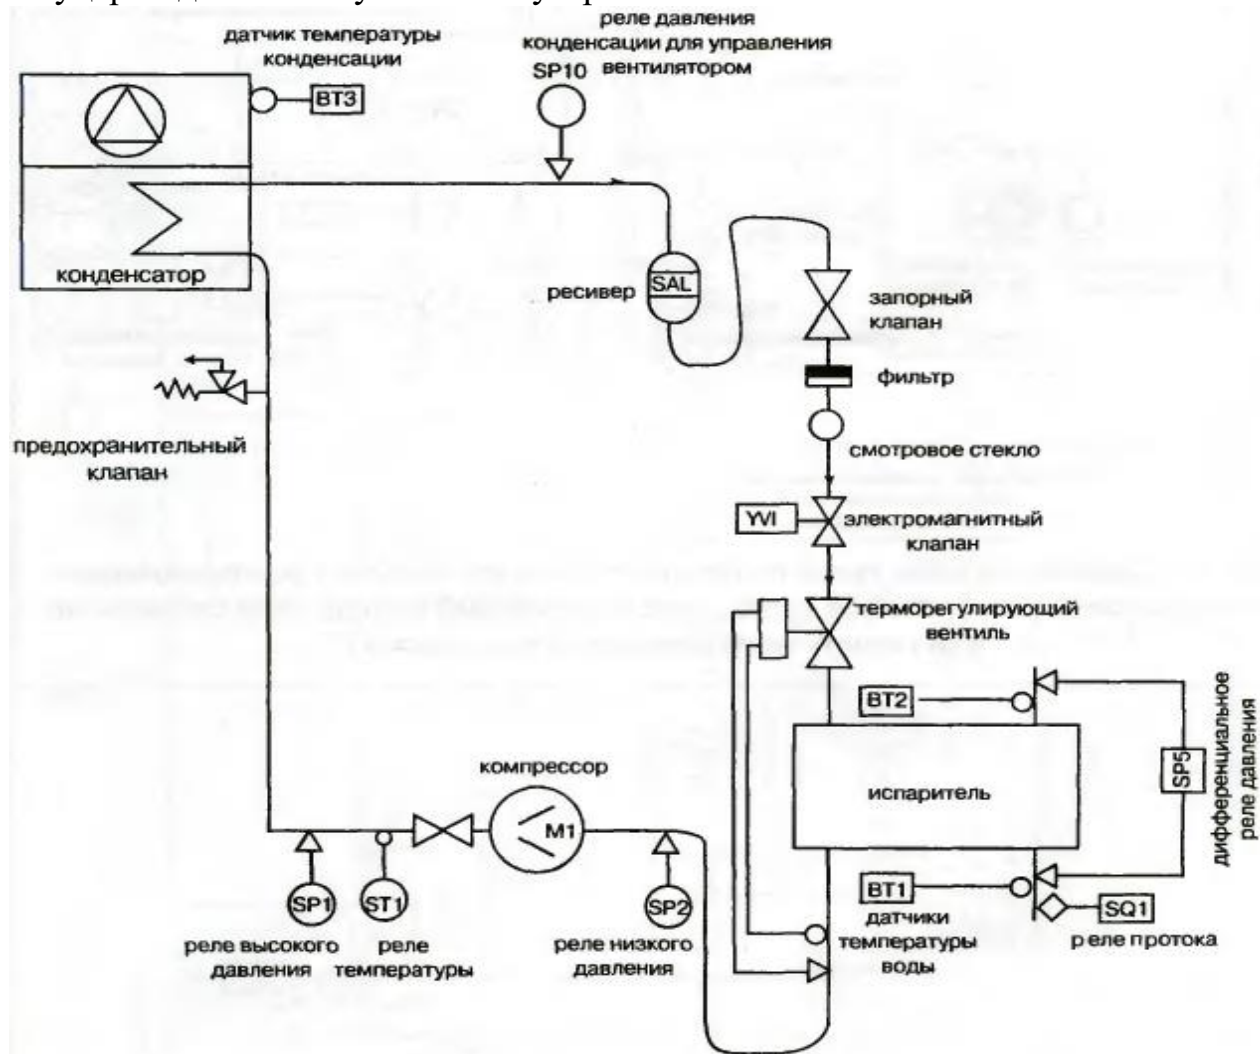 датчик температуры
конденсации
BT3
реле давления
конденсации для управления
SP10 вентилятором
конденсатор
ресивер
SAL
запорный
клапан
фильтр
смотровое стекло
предохранительный
клапан
YVI
электромагнитный
клапан
терморегулирующий
вентиль
BT2
испаритель
SP5
дифференциальное
реле давления
компрессор
M1
SP1
ST1
SP2
BT1
SQ1
реле высокого
давления
реле
температуры
реле низкого
давления
датчики
температуры
воды
реле протока